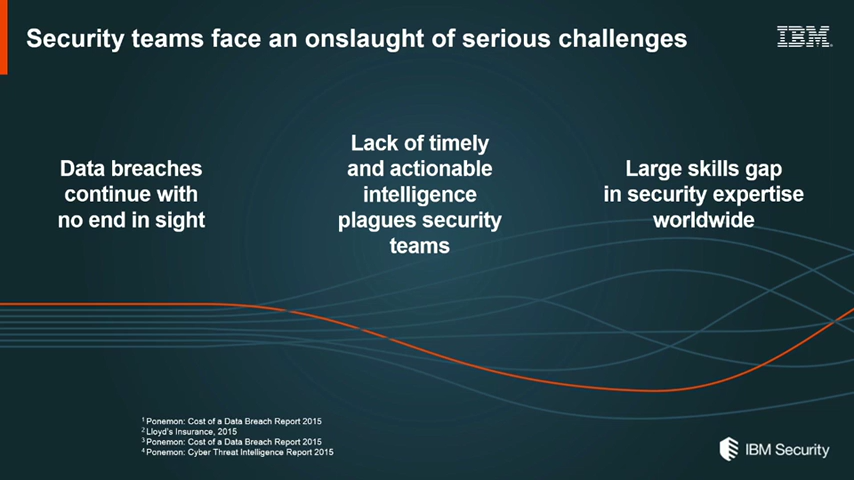 Security teams face an onslaught of serious challenges
IBM
Data breaches
continue with
no end in sight
Lack of timely
and actionable
intelligence
plagues security
teams
Large skills gap
in security expertise
worldwide
1 Ponemon: Cost of a Data Breach Report 2015
2 Lloyd's Insurance, 2015
3 Ponemon: Cost of a Data Breach Report 2015
4 Ponemon: Cyber Threat Intelligence Report 2015
IBM Security